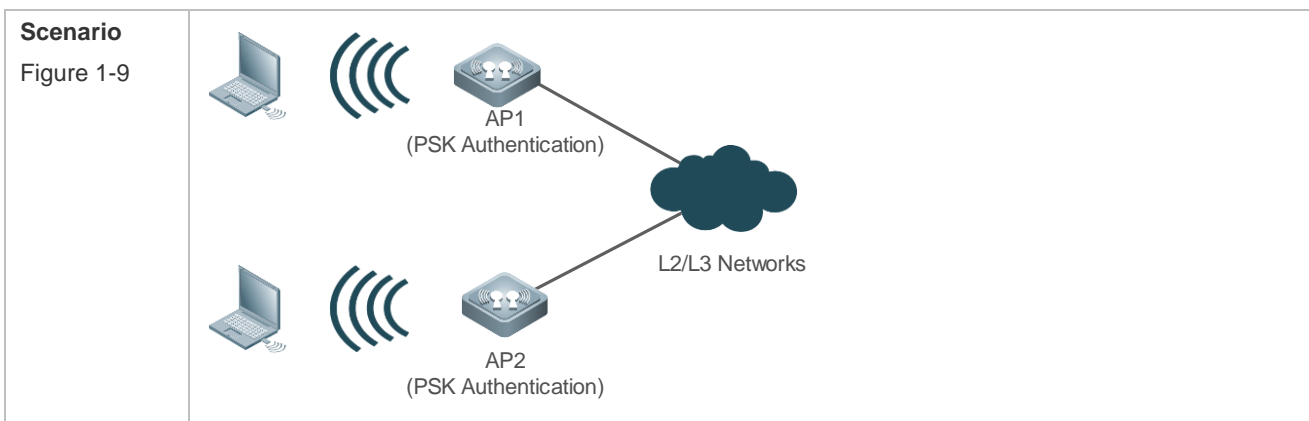 Scenario
Figure 1-9
AP1
(PSK Authentication)
L2/L3 Networks
AP2
(PSK Authentication)